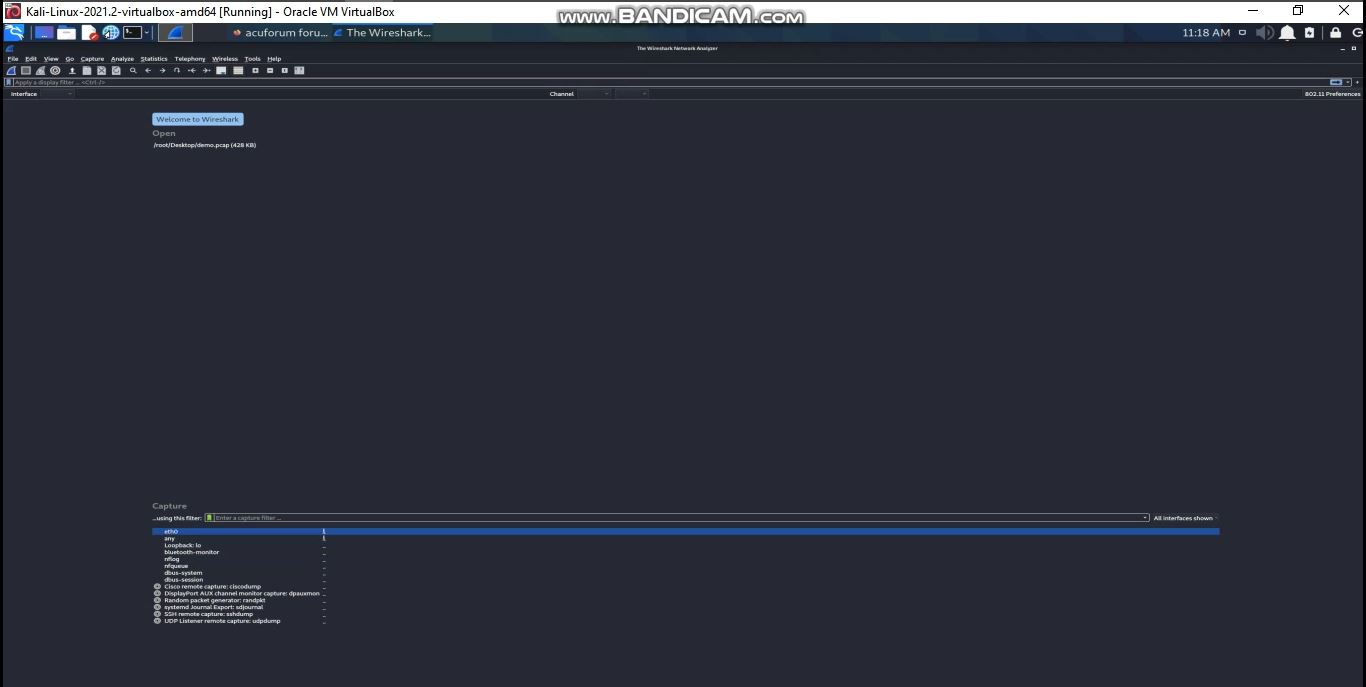 Kali-Linux-2021.2-virtualbox-amd64 [Running] - Oracle VM VirtualBox
www.BANDICAM.com
acuforum foru... The Wireshark... 11:18 AM
The Wireshark Network Analyzer
File Edit View Go Capture Analyze Statistics Telephony Wireless Tools Help
Apply a display filter ... <Ctrl-/>
Interface Channel 802.11 Preferences
Welcome to Wireshark
Open
/root/Desktop/demo.pcap (428 KB)
Capture
...using this filter: Enter a capture filter ... All interfaces shown
eth0
any
Loopback: lo
bluetooth-monitor
nflog
nfqueue
dbus-system
dbus-session
Cisco remote capture: ciscodump
DisplayPort AUX channel monitor capture: dpauxmon
Random packet generator: randpkt
systemd Journal Export: sdjournal
SSH remote capture: sshdump
UDP Listener remote capture: udpdump